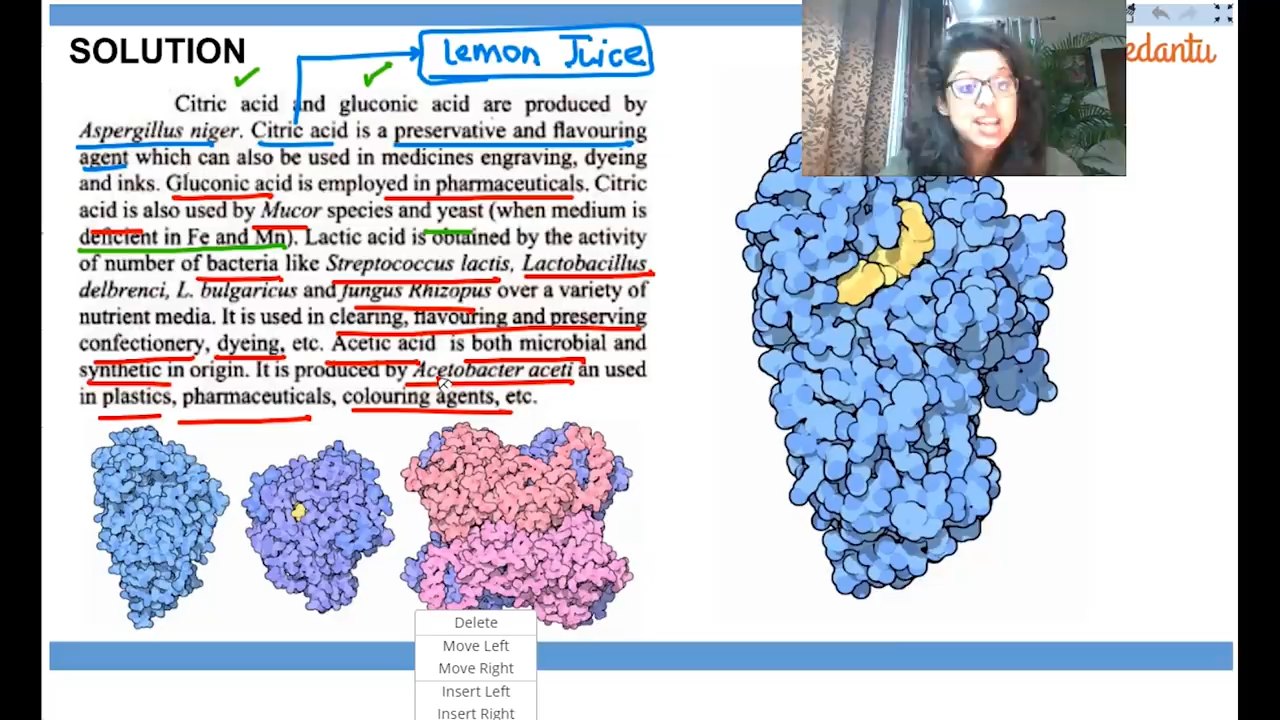 SOLUTION
Lemon Juice
edantu
Citric acid and gluconic acid are produced by
Aspergillus niger. Citric acid is a preservative and flavouring
agent which can also be used in medicines engraving, dyeing
and inks. Gluconic acid is employed in pharmaceuticals. Citric
acid is also used by Mucor species and yeast (when medium is
deficient in Fe and Mn). Lactic acid is obtained by the activity
of number of bacteria like Streptococcus lactis, Lactobacillus
delbrenci, L. bulgaricus and fungus Rhizopus over a variety of
nutrient media. It is used in clearing, flavouring and preserving
confectionery, dyeing, etc. Acetic acid is both microbial and
synthetic in origin. It is produced by Acetobacter aceti an used
in plastics, pharmaceuticals, colouring agents, etc.
Delete
Move Left
Move Right
Insert Left
Insert Right